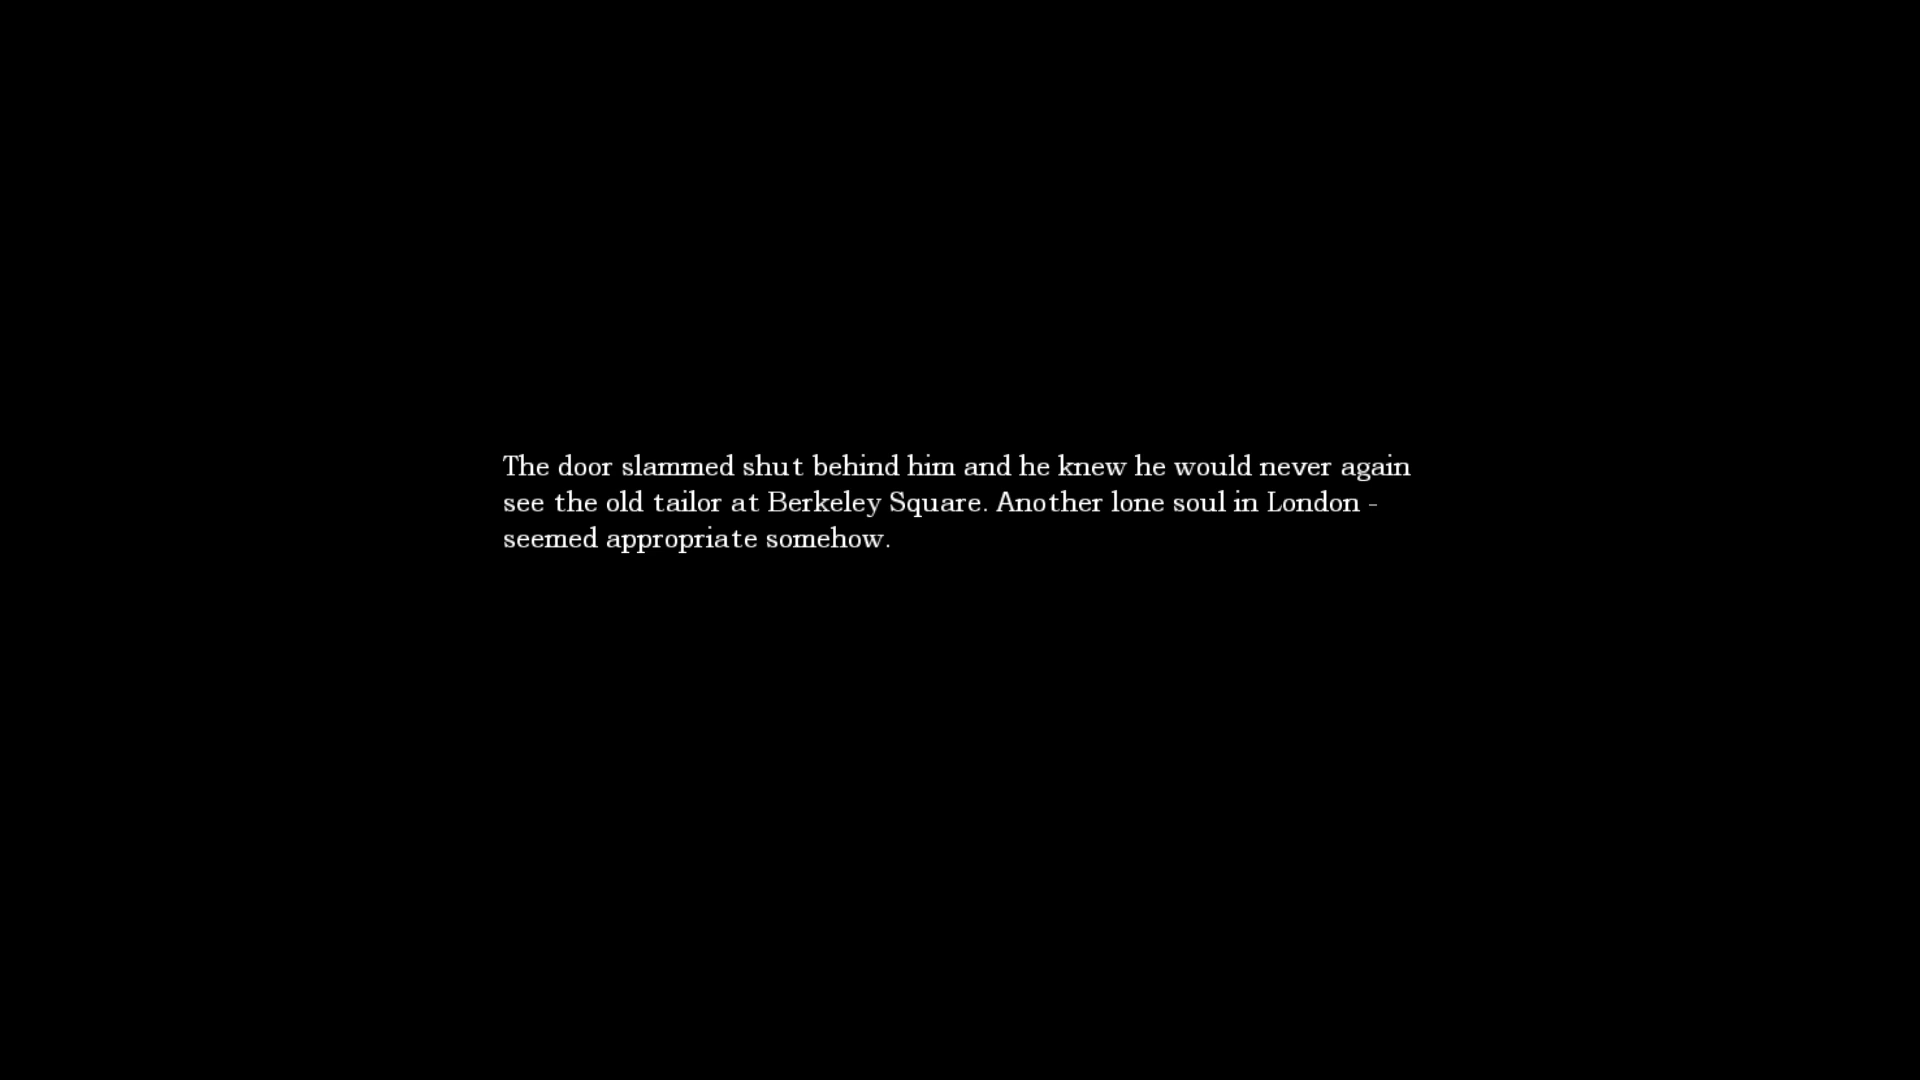 The door slammed shut behind him and he knew he would never again
see the old tailor at Berkeley Square. Another lone soul in London -
seemed appropriate somehow.